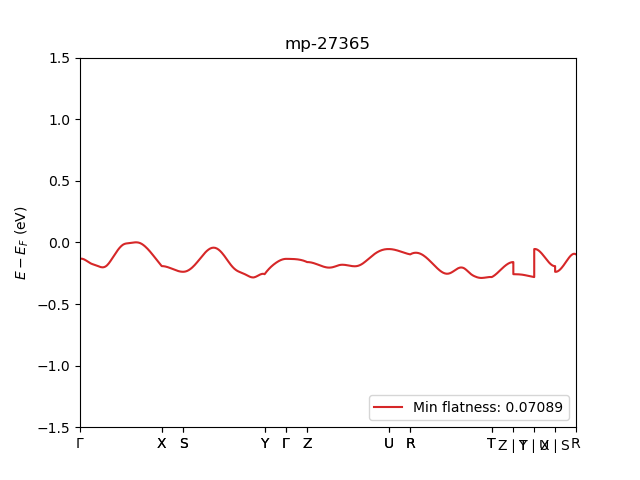 mp-27365
1.5
1.0
0.5
0.0
−0.5
−1.0
−1.5
E − E_F (eV)
Min flatness: 0.07089
Γ X S Y Γ Z U R T Z | Y | | S R